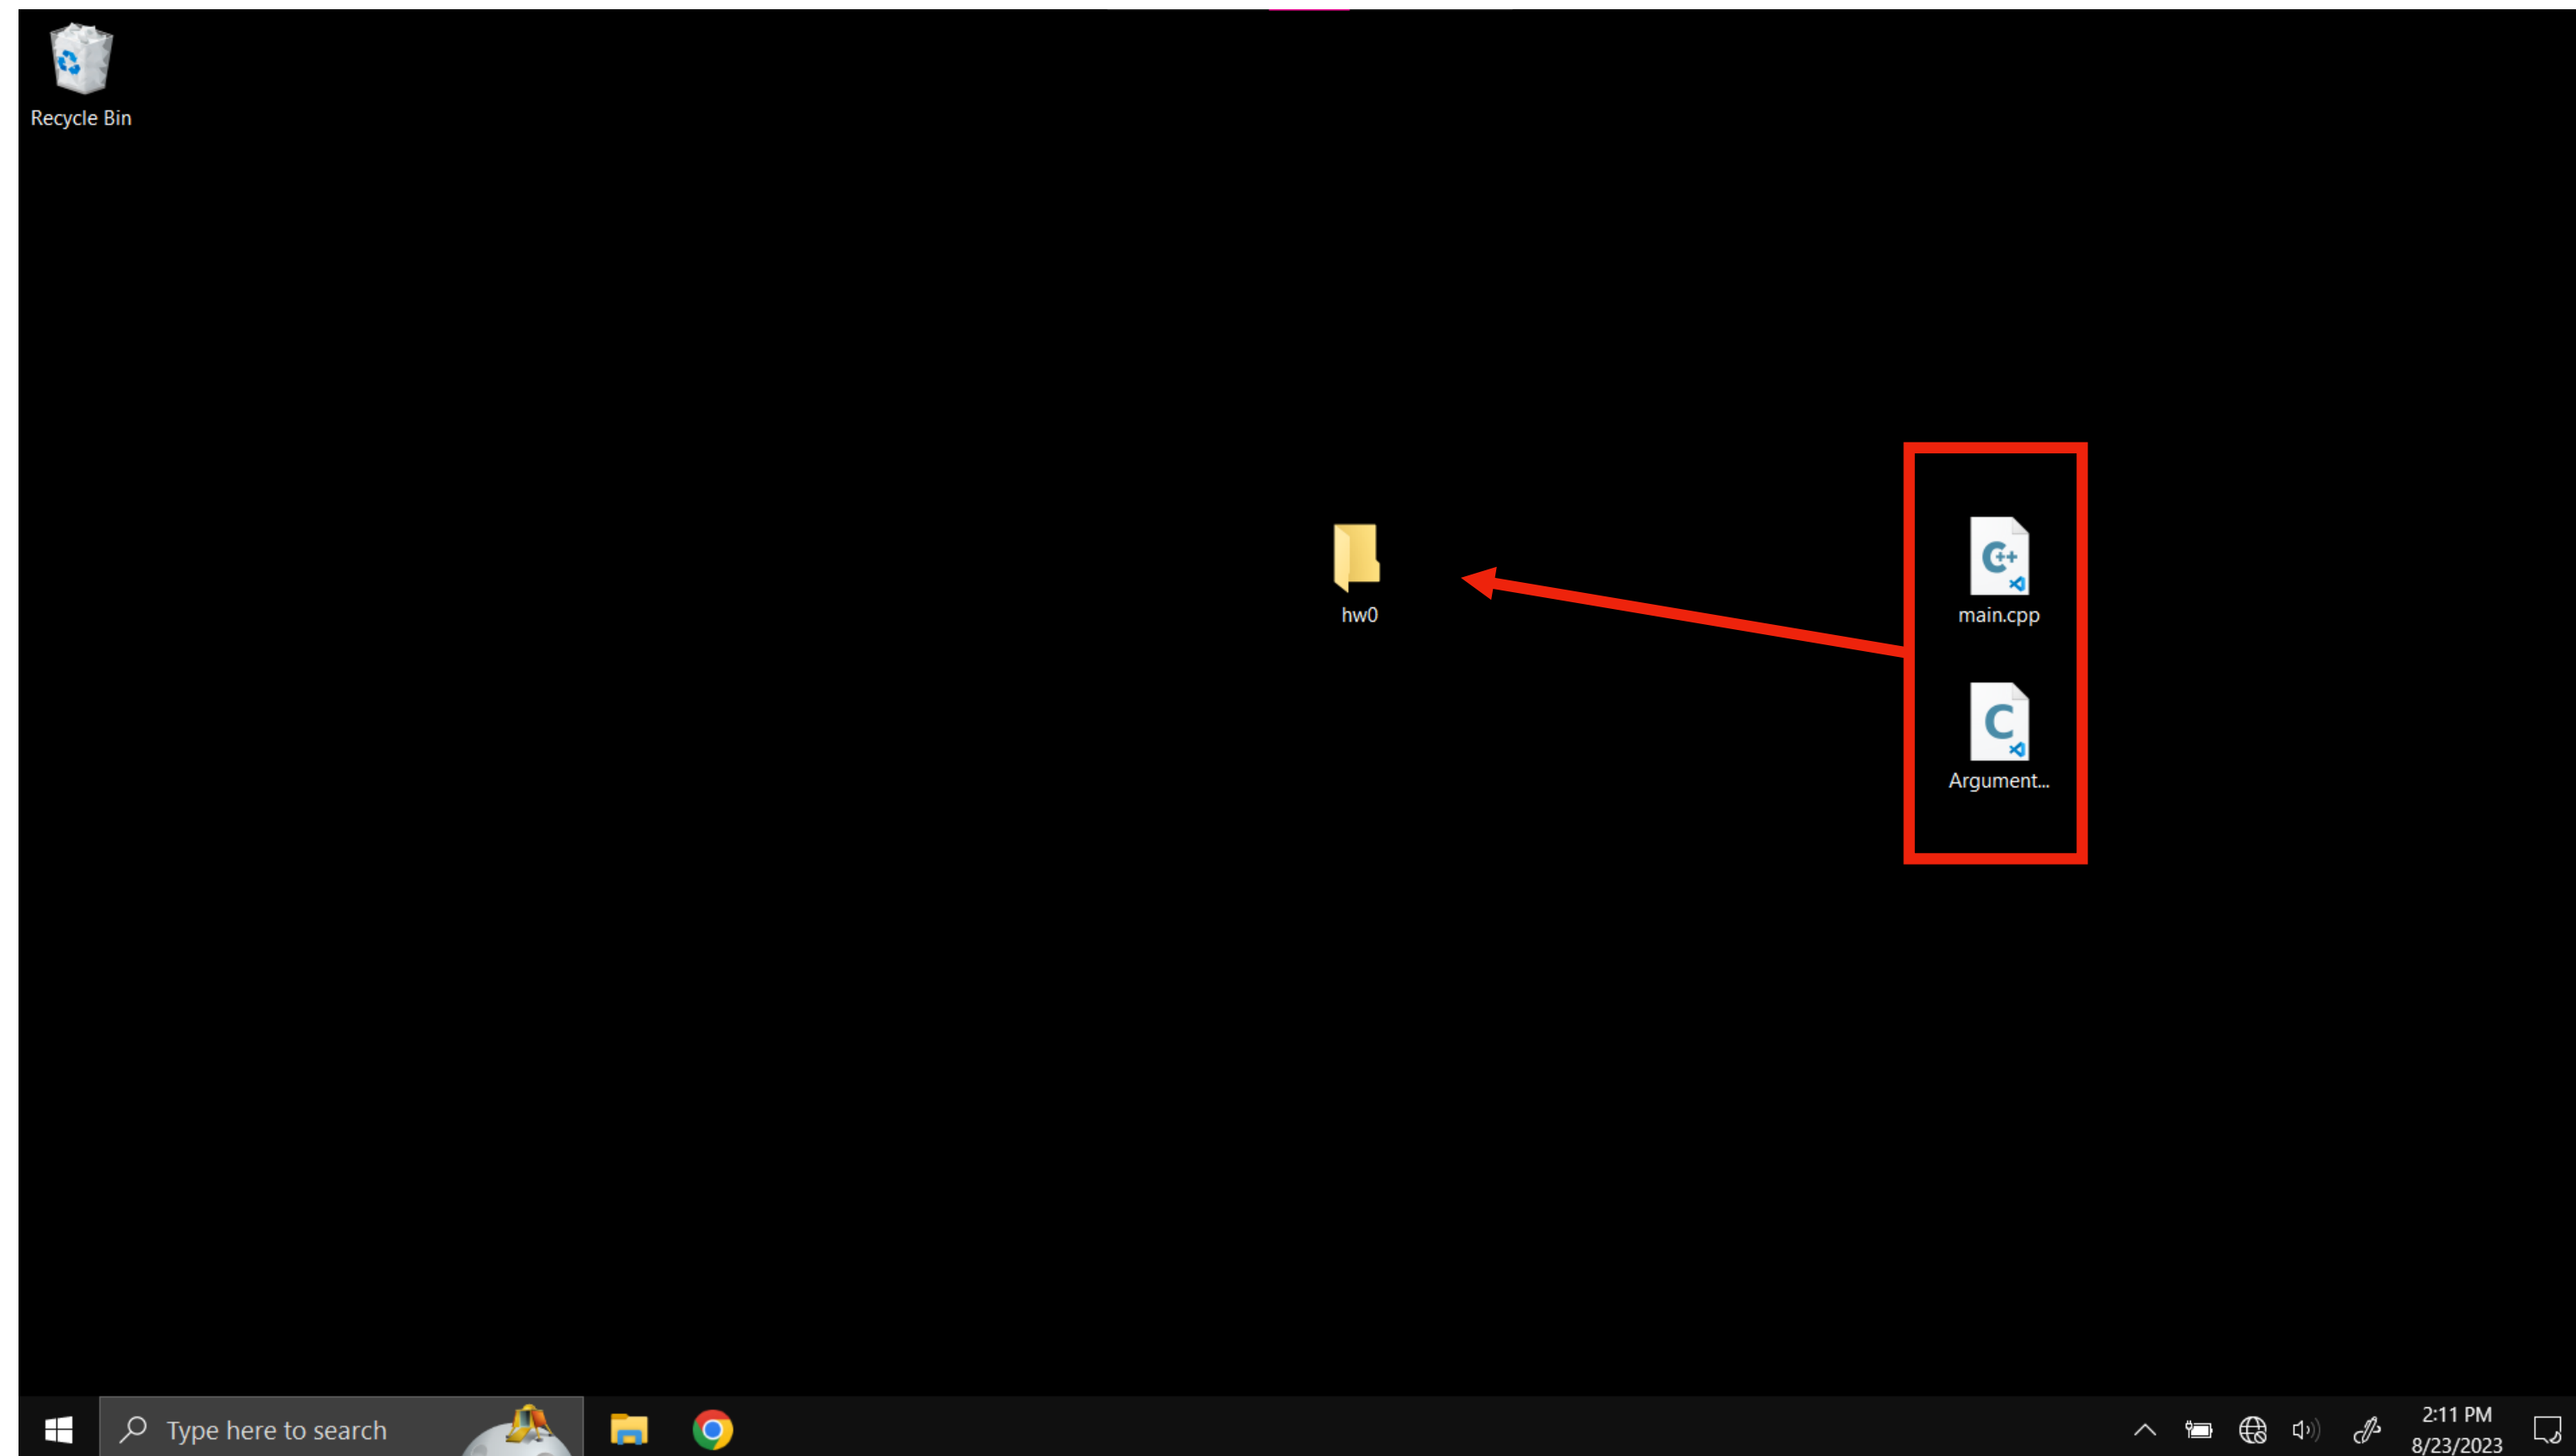 Recycle Bin
hw0
C++
main.cpp
C
Argument...
Type here to search
2:11 PM
8/23/2023